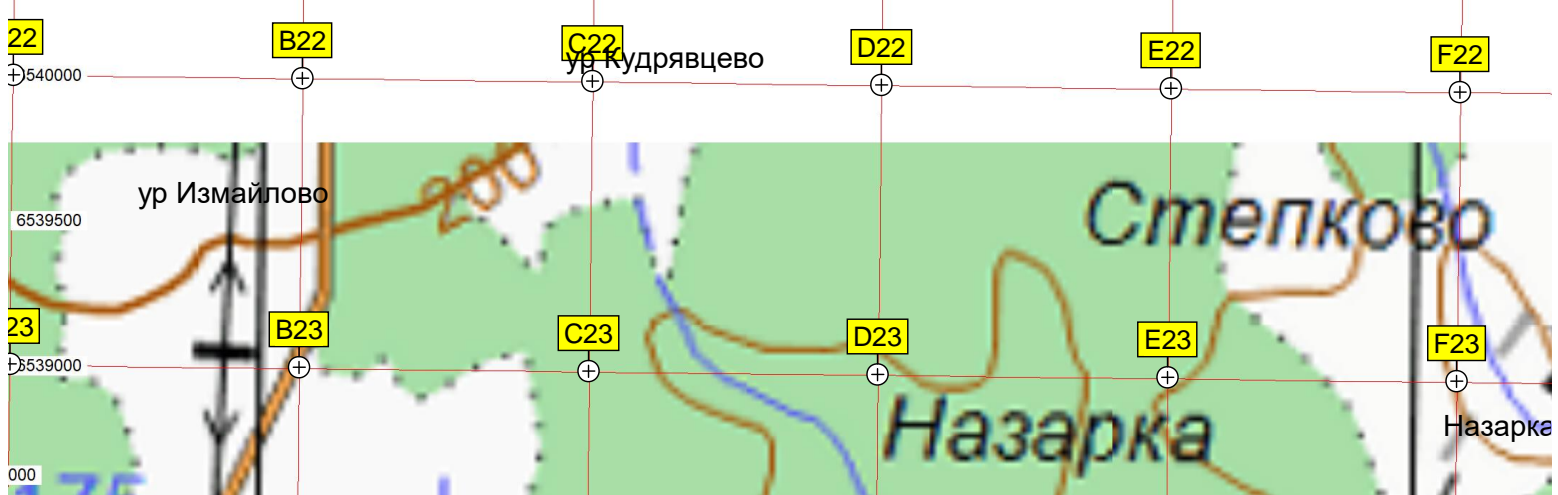 22 B22 C22 D22 E22 F22
ур Кудрявцево
540000
ур Измайлово
200
Степково
6539500
23 B23 C23 D23 E23 F23
6539000
Назарка
Назарка
000
175